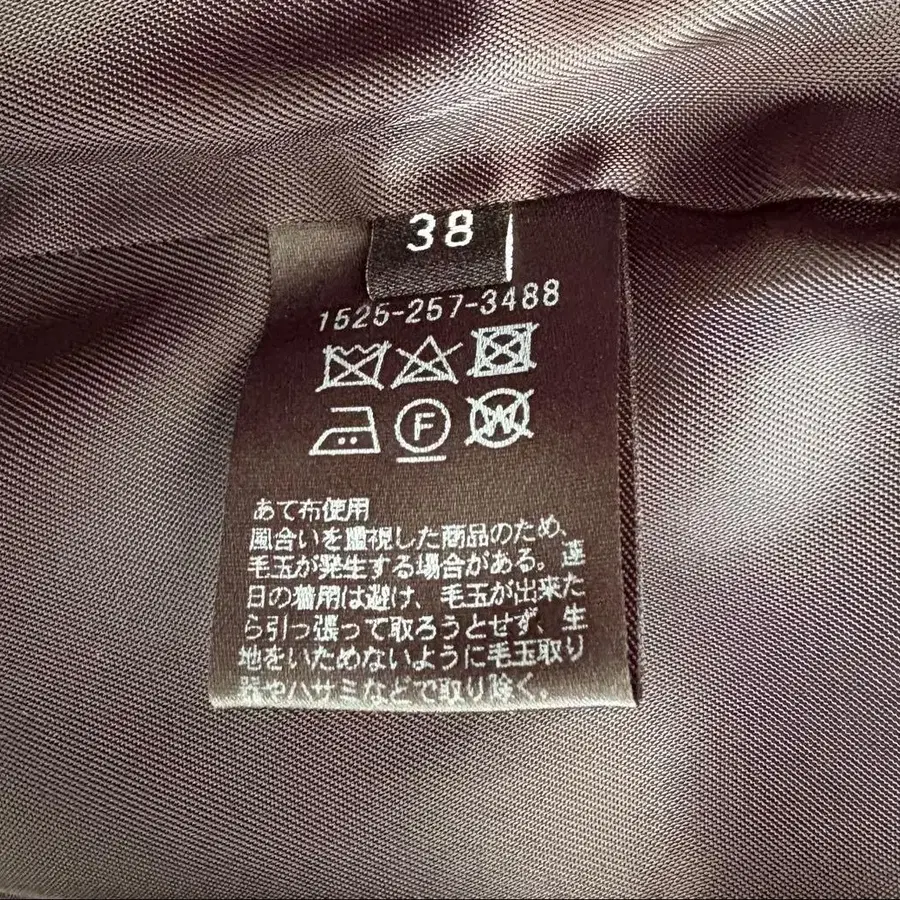 38
1525-257-3488
F
W
あて布使用
風合いを重視した商品のため、
毛玉が発生する場合がある。連
日の着用は避け、毛玉が出来た
ら引っ張って取ろうとせず、生
地をいためないように毛玉取り
器やハサミなどで取り除く。